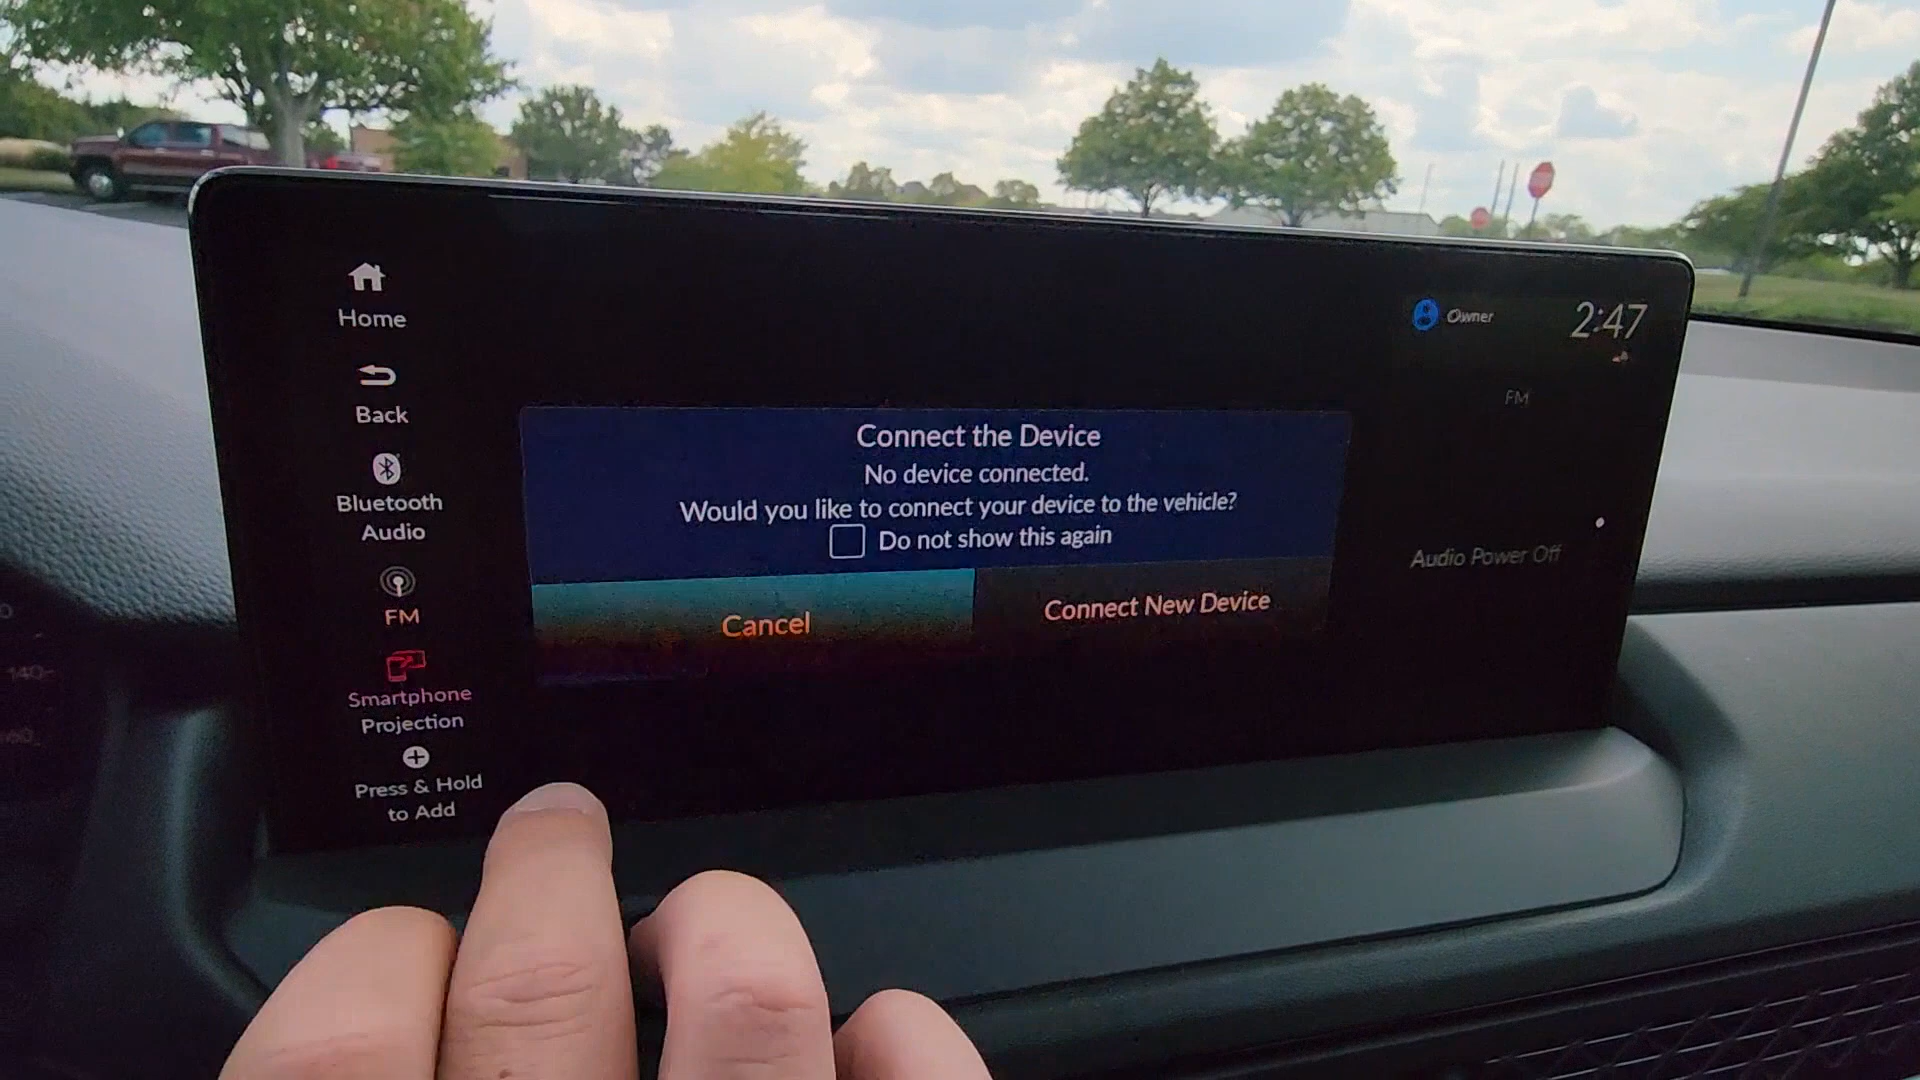 Home
Back
Bluetooth
Audio
FM
Smartphone
Projection
Press & Hold
to Add
Connect the Device
No device connected.
Would you like to connect your device to the vehicle?
Do not show this again
Cancel
Connect New Device
Owner
2:47
FM
Audio Power Off
140